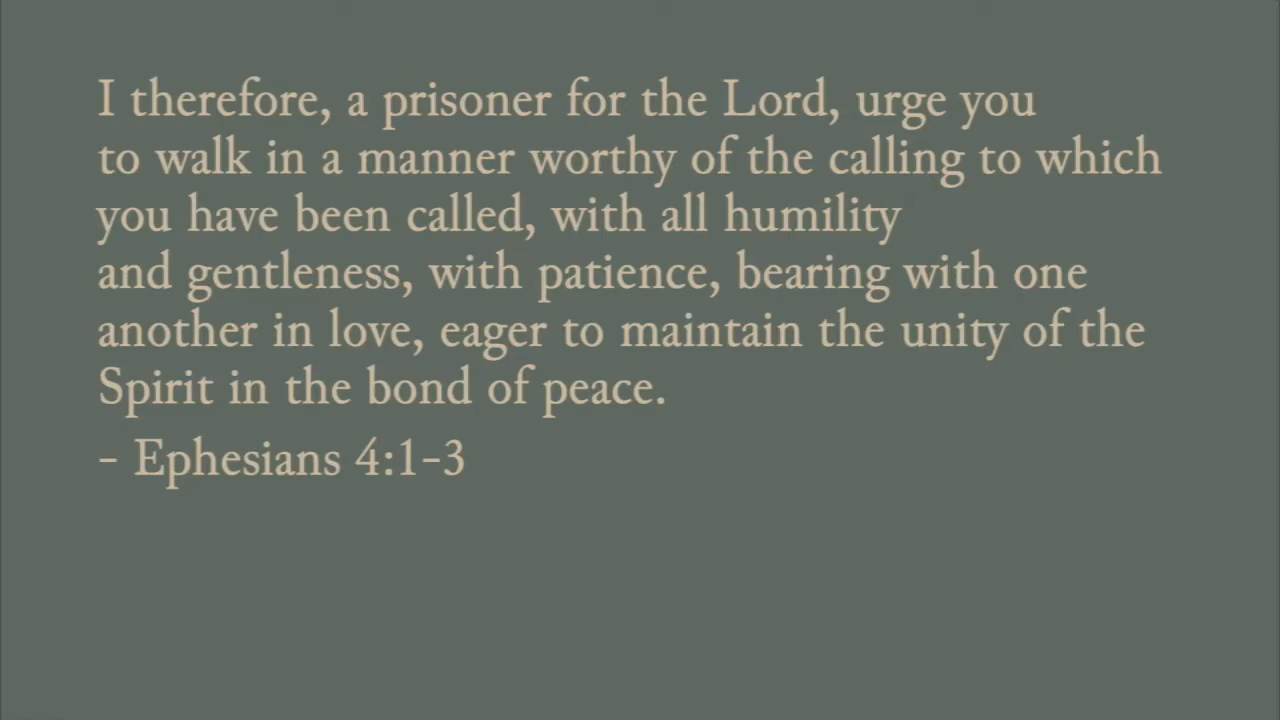 I therefore, a prisoner for the Lord, urge you
to walk in a manner worthy of the calling to which
you have been called, with all humility
and gentleness, with patience, bearing with one
another in love, eager to maintain the unity of the
Spirit in the bond of peace.
- Ephesians 4:1-3